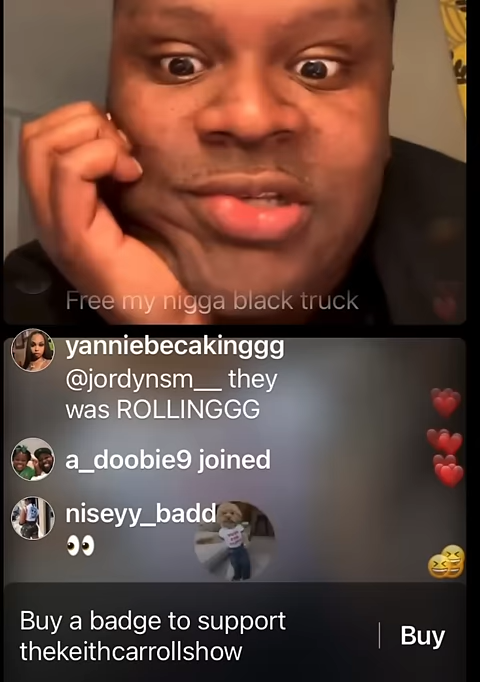 Free my nigga black truck
yanniebecakinggg
@jordynsm__ they
was ROLLINGGG
a_doobie9 joined
niseyy_badd
👀
Buy a badge to support
thekeithcarrollshow
Buy